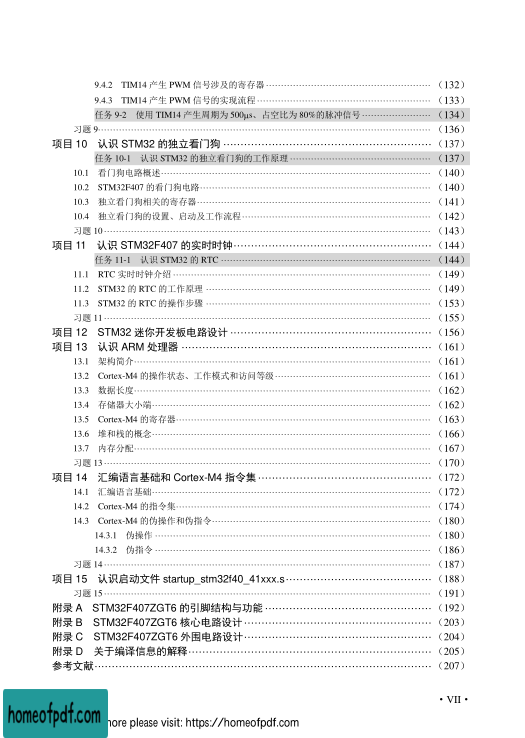 9.4.2 TIM14 产生 PWM 信号涉及的寄存器 ······ （132）
9.4.3 TIM14 产生 PWM 信号的实现流程 ······ （133）
任务 9-2 使用 TIM14 产生周期为 500μs、占空比为 80%的脉冲信号 ······ （134）
习题 9 ······ （136）
项目 10 认识 STM32 的独立看门狗 ······ （137）
任务 10-1 认识 STM32 的独立看门狗的工作原理 ······ （137）
10.1 看门狗电路概述 ······ （140）
10.2 STM32F407 的看门狗电路 ······ （140）
10.3 独立看门狗相关的寄存器 ······ （141）
10.4 独立看门狗的设置、启动及工作流程 ······ （142）
习题 10 ······ （143）
项目 11 认识 STM32F407 的实时时钟 ······ （144）
任务 11-1 认识 STM32 的 RTC ······ （144）
11.1 RTC 实时时钟介绍 ······ （149）
11.2 STM32 的 RTC 的工作原理 ······ （149）
11.3 STM32 的 RTC 的操作步骤 ······ （153）
习题 11 ······ （155）
项目 12 STM32 迷你开发板电路设计 ······ （156）
项目 13 认识 ARM 处理器 ······ （161）
13.1 架构简介 ······ （161）
13.2 Cortex-M4 的操作状态、工作模式和访问等级 ······ （161）
13.3 数据长度 ······ （162）
13.4 存储器大小端 ······ （162）
13.5 Cortex-M4 的寄存器 ······ （163）
13.6 堆和栈的概念 ······ （166）
13.7 内存分配 ······ （167）
习题 13 ······ （170）
项目 14 汇编语言基础和 Cortex-M4 指令集 ······ （172）
14.1 汇编语言基础 ······ （172）
14.2 Cortex-M4 的指令集 ······ （174）
14.3 Cortex-M4 的伪操作和伪指令 ······ （180）
14.3.1 伪操作 ······ （180）
14.3.2 伪指令 ······ （186）
习题 14 ······ （187）
项目 15 认识启动文件 startup_stm32f40_41xxx.s ······ （188）
习题 15 ······ （191）
附录 A STM32F407ZGT6 的引脚结构与功能 ······ （192）
附录 B STM32F407ZGT6 核心电路设计 ······ （203）
附录 C STM32F407ZGT6 外围电路设计 ······ （204）
附录 D 关于编译信息的解释 ······ （205）
参考文献 ······ （207）
· VII ·
homeofpdf.com
ore please visit: https://homeofpdf.com